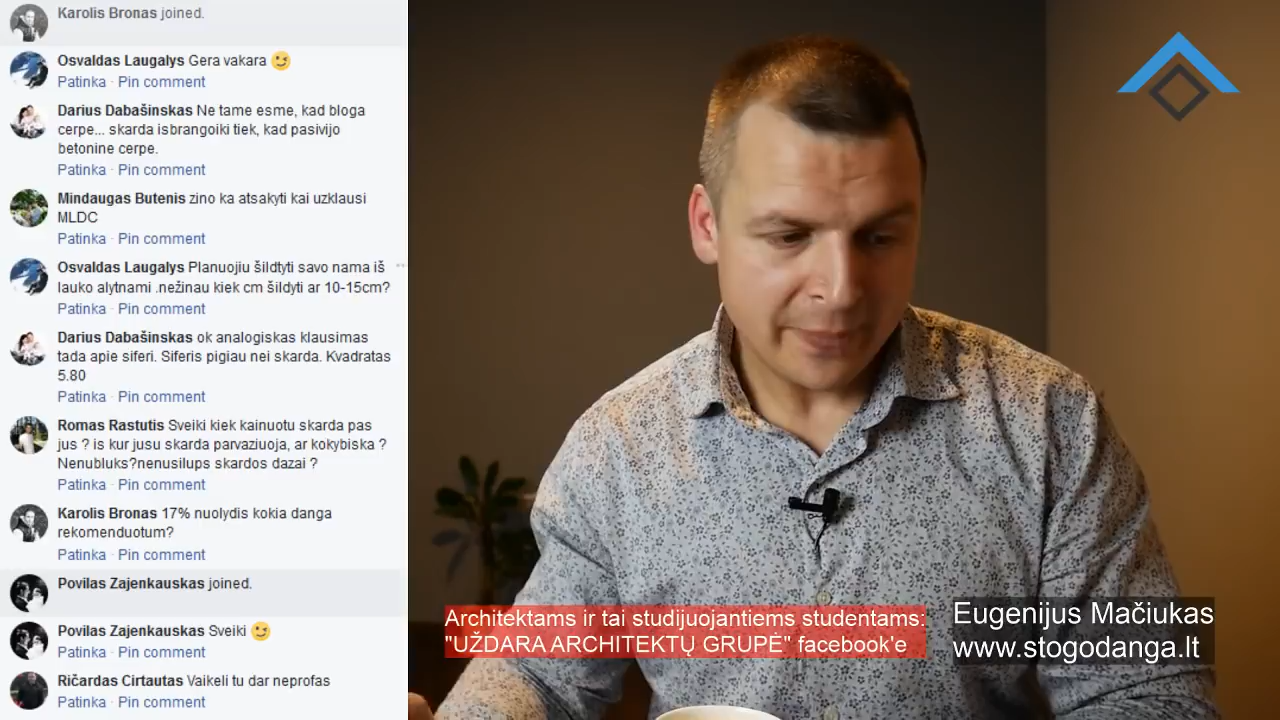 Karolis Bronas joined.
Osvaldas Laugalys Gera vakara
Patinka · Pin comment
Darius Dabašinskas Ne tame esme, kad bloga
cerpe... skarda isbrangoiki tiek, kad pasivijo
betonine cerpe.
Patinka · Pin comment
Mindaugas Butenis zino ka atsakyti kai uzklausi
MLDC
Patinka · Pin comment
Osvaldas Laugalys Planuojiu šildtyti savo nama iš
lauko alytnami .nežinau kiek cm šildyti ar 10-15cm?
Patinka · Pin comment
Darius Dabašinskas ok analogiskas klausimas
tada apie siferi. Siferis pigiau nei skarda. Kvadratas
5.80
Patinka · Pin comment
Romas Rastutis Sveiki kiek kainuotu skarda pas
jus ? is kur jusu skarda parvaziuoja, ar kokybiska ?
Nenubluks?nenusilups skardos dazai ?
Patinka · Pin comment
Karolis Bronas 17% nuolydis kokia danga
rekomenduotum?
Patinka · Pin comment
Povilas Zajenkauskas joined.
Povilas Zajenkauskas Sveiki
Patinka · Pin comment
Ričardas Cirtautas Vaikeli tu dar neprofas
Patinka · Pin comment
Architektams ir tai studijuojantiems studentams:
"UŽDARA ARCHITEKTŲ GRUPĖ" facebook'e
Eugenijus Mačiukas
www.stogodanga.lt